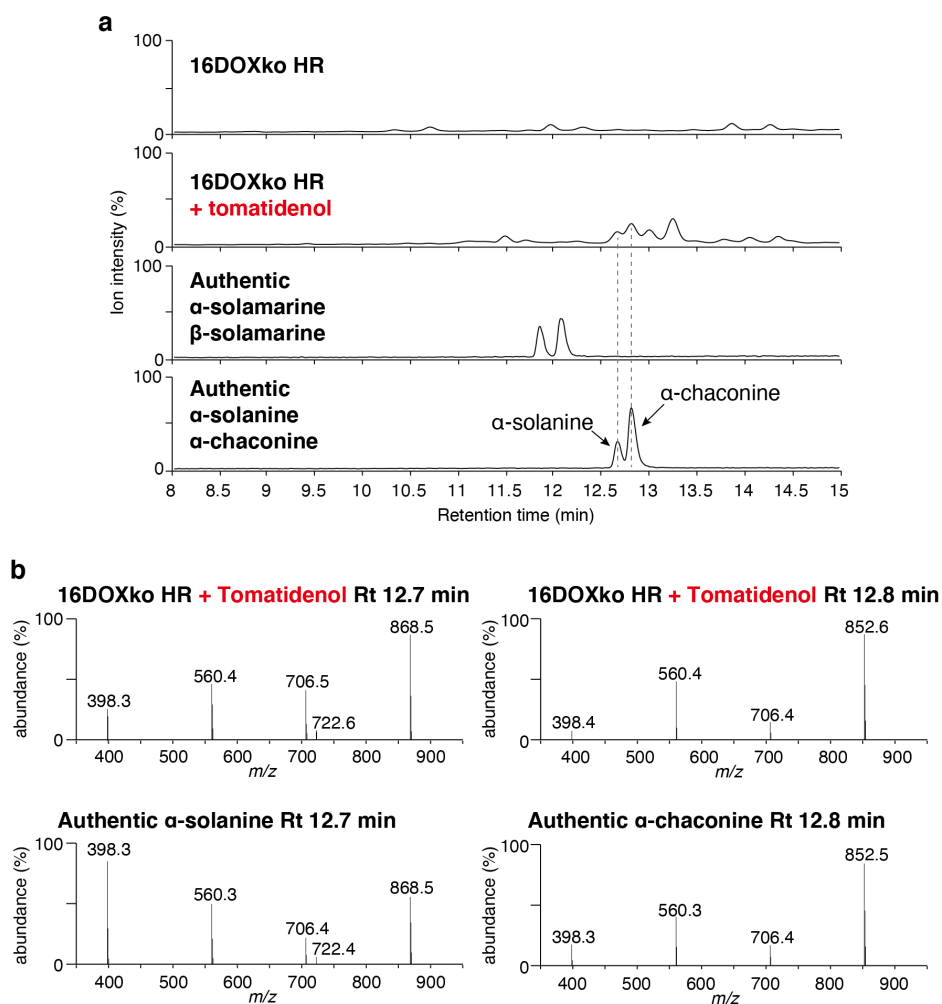 a
Ion intensity (%)
100
0
16DOXko HR
100
0
16DOXko HR
+ tomatidenol
100
0
Authentic
α-solamarine
β-solamarine
100
0
Authentic
α-solanine
α-chaconine
α-solanine
α-chaconine
8 8.5 9 9.5 10 10.5 11 11.5 12 12.5 13 13.5 14 14.5 15
Retention time (min)
b
16DOXko HR + Tomatidenol Rt 12.7 min
abundance (%)
100
0
398.3
560.4
706.5
722.6
868.5
400 500 600 700 800 900
m/z
16DOXko HR + Tomatidenol Rt 12.8 min
abundance (%)
100
0
398.4
560.4
706.4
852.6
400 500 600 700 800 900
m/z
Authentic α-solanine Rt 12.7 min
abundance (%)
100
0
398.3
560.3
706.4
722.4
868.5
400 500 600 700 800 900
m/z
Authentic α-chaconine Rt 12.8 min
abundance (%)
100
0
398.3
560.3
706.4
852.5
400 500 600 700 800 900
m/z